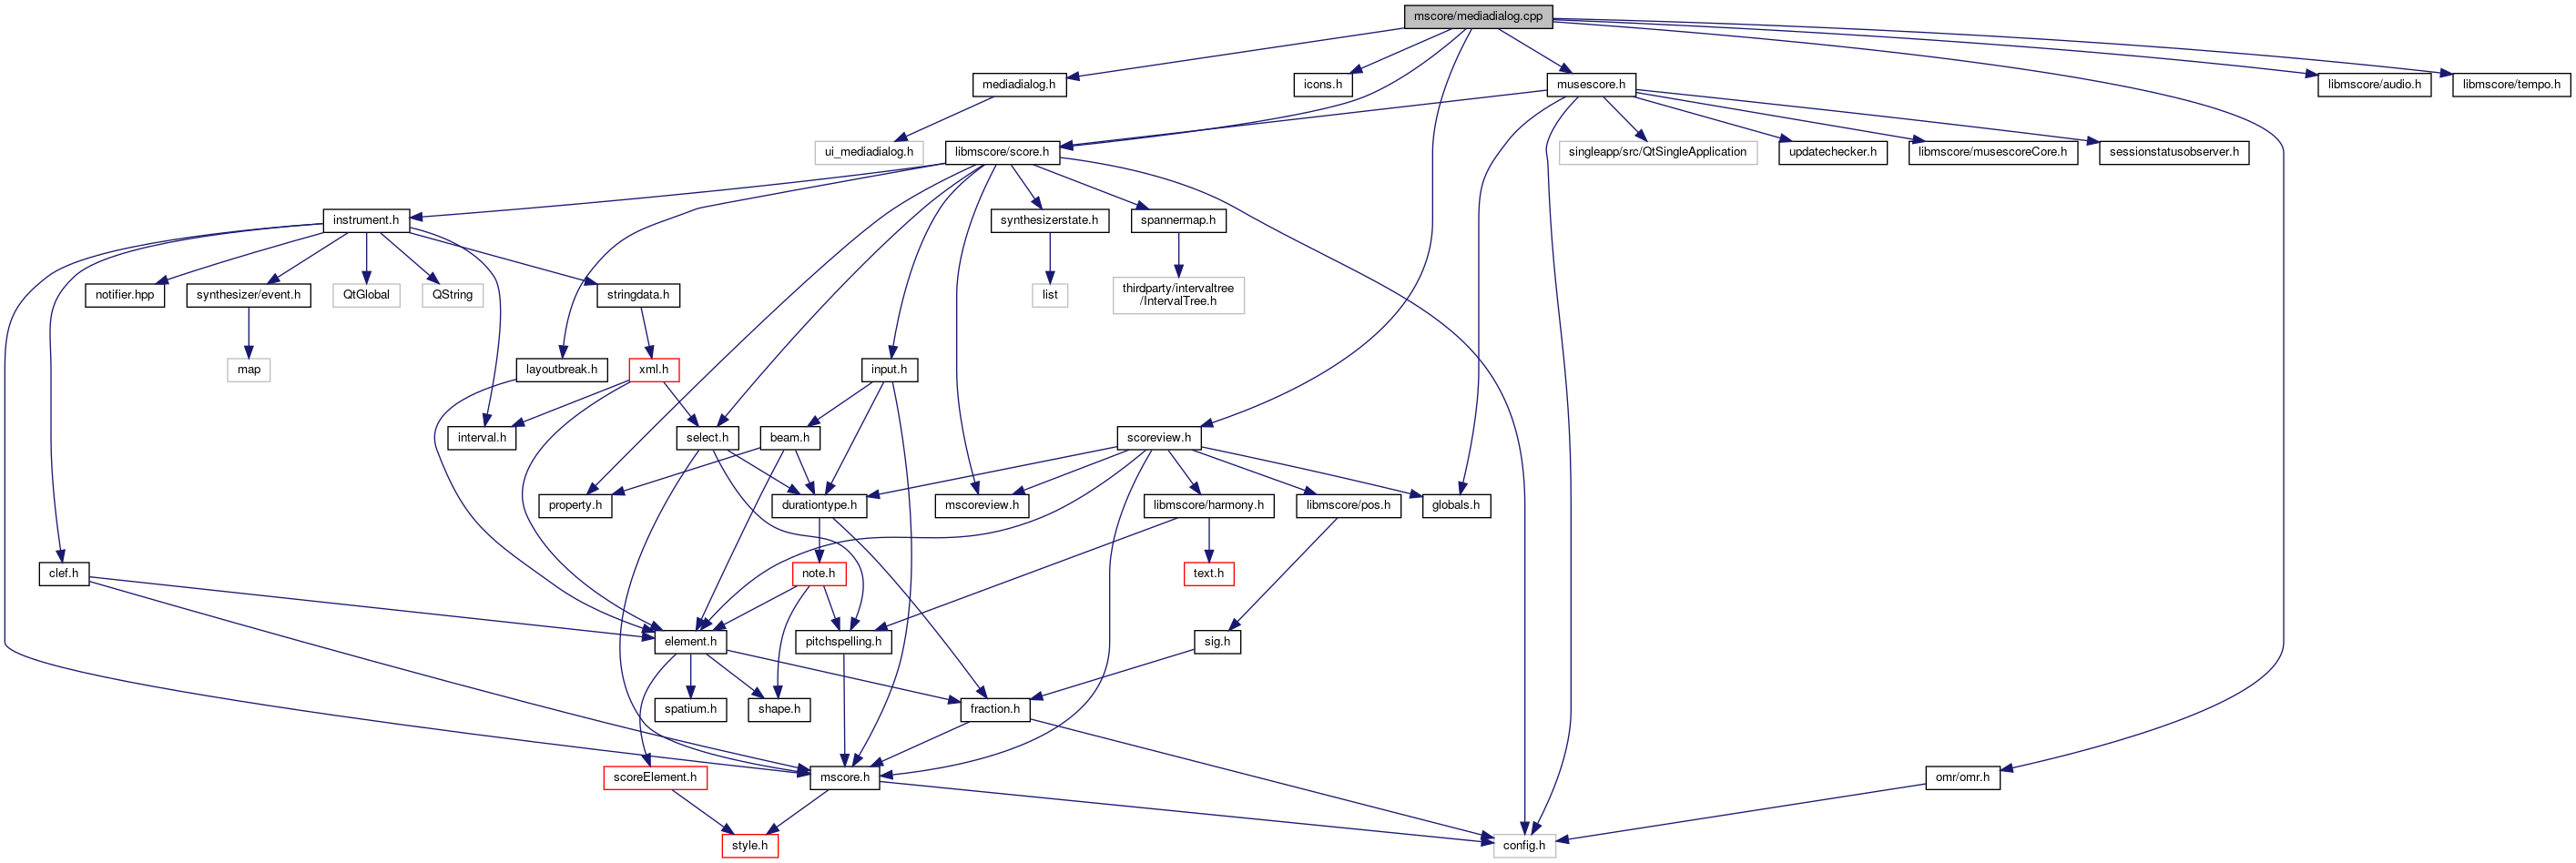 mscore/mediadialog.cpp
mediadialog.h
icons.h
musescore.h
libmscore/audio.h
libmscore/tempo.h
ui_mediadialog.h
libmscore/score.h
singleapp/src/QtSingleApplication
updatechecker.h
libmscore/musescoreCore.h
sessionstatusobserver.h
instrument.h
synthesizerstate.h
spannermap.h
notifier.hpp
synthesizer/event.h
QtGlobal
QString
stringdata.h
list
thirdparty/intervaltree
/IntervalTree.h
map
layoutbreak.h
xml.h
input.h
interval.h
select.h
beam.h
scoreview.h
property.h
durationtype.h
mscoreview.h
libmscore/harmony.h
libmscore/pos.h
globals.h
clef.h
note.h
text.h
element.h
pitchspelling.h
sig.h
spatium.h
shape.h
fraction.h
scoreElement.h
mscore.h
omr/omr.h
style.h
config.h